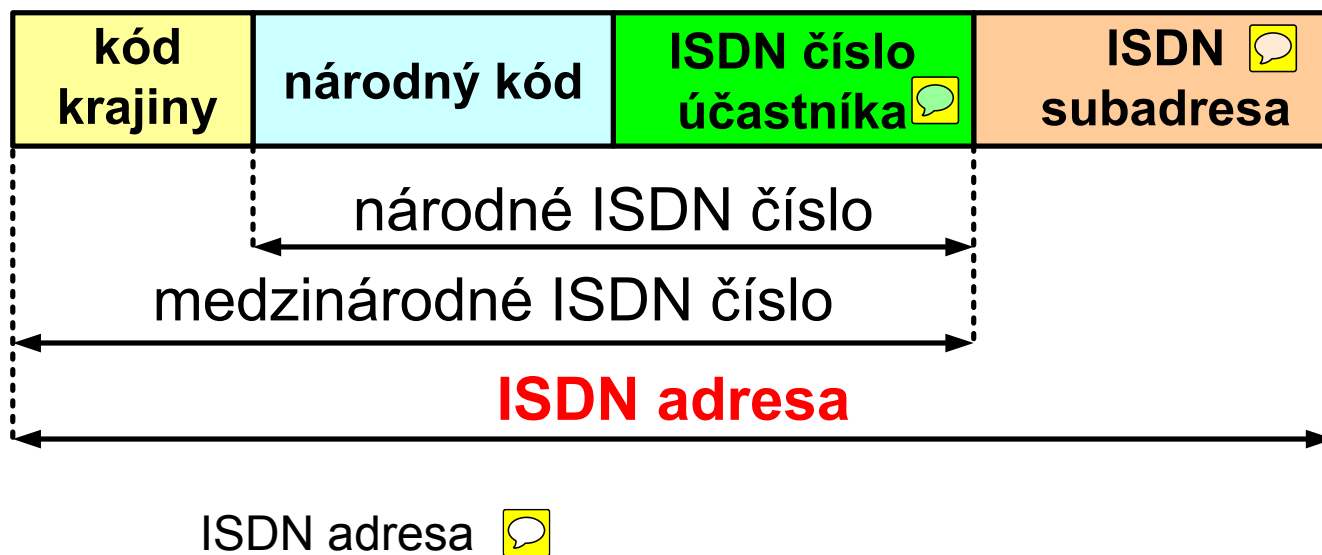 kód
krajiny
národný kód
ISDN číslo
účastníka
ISDN
subadresa
národné ISDN číslo
medzinárodné ISDN číslo
ISDN adresa
ISDN adresa